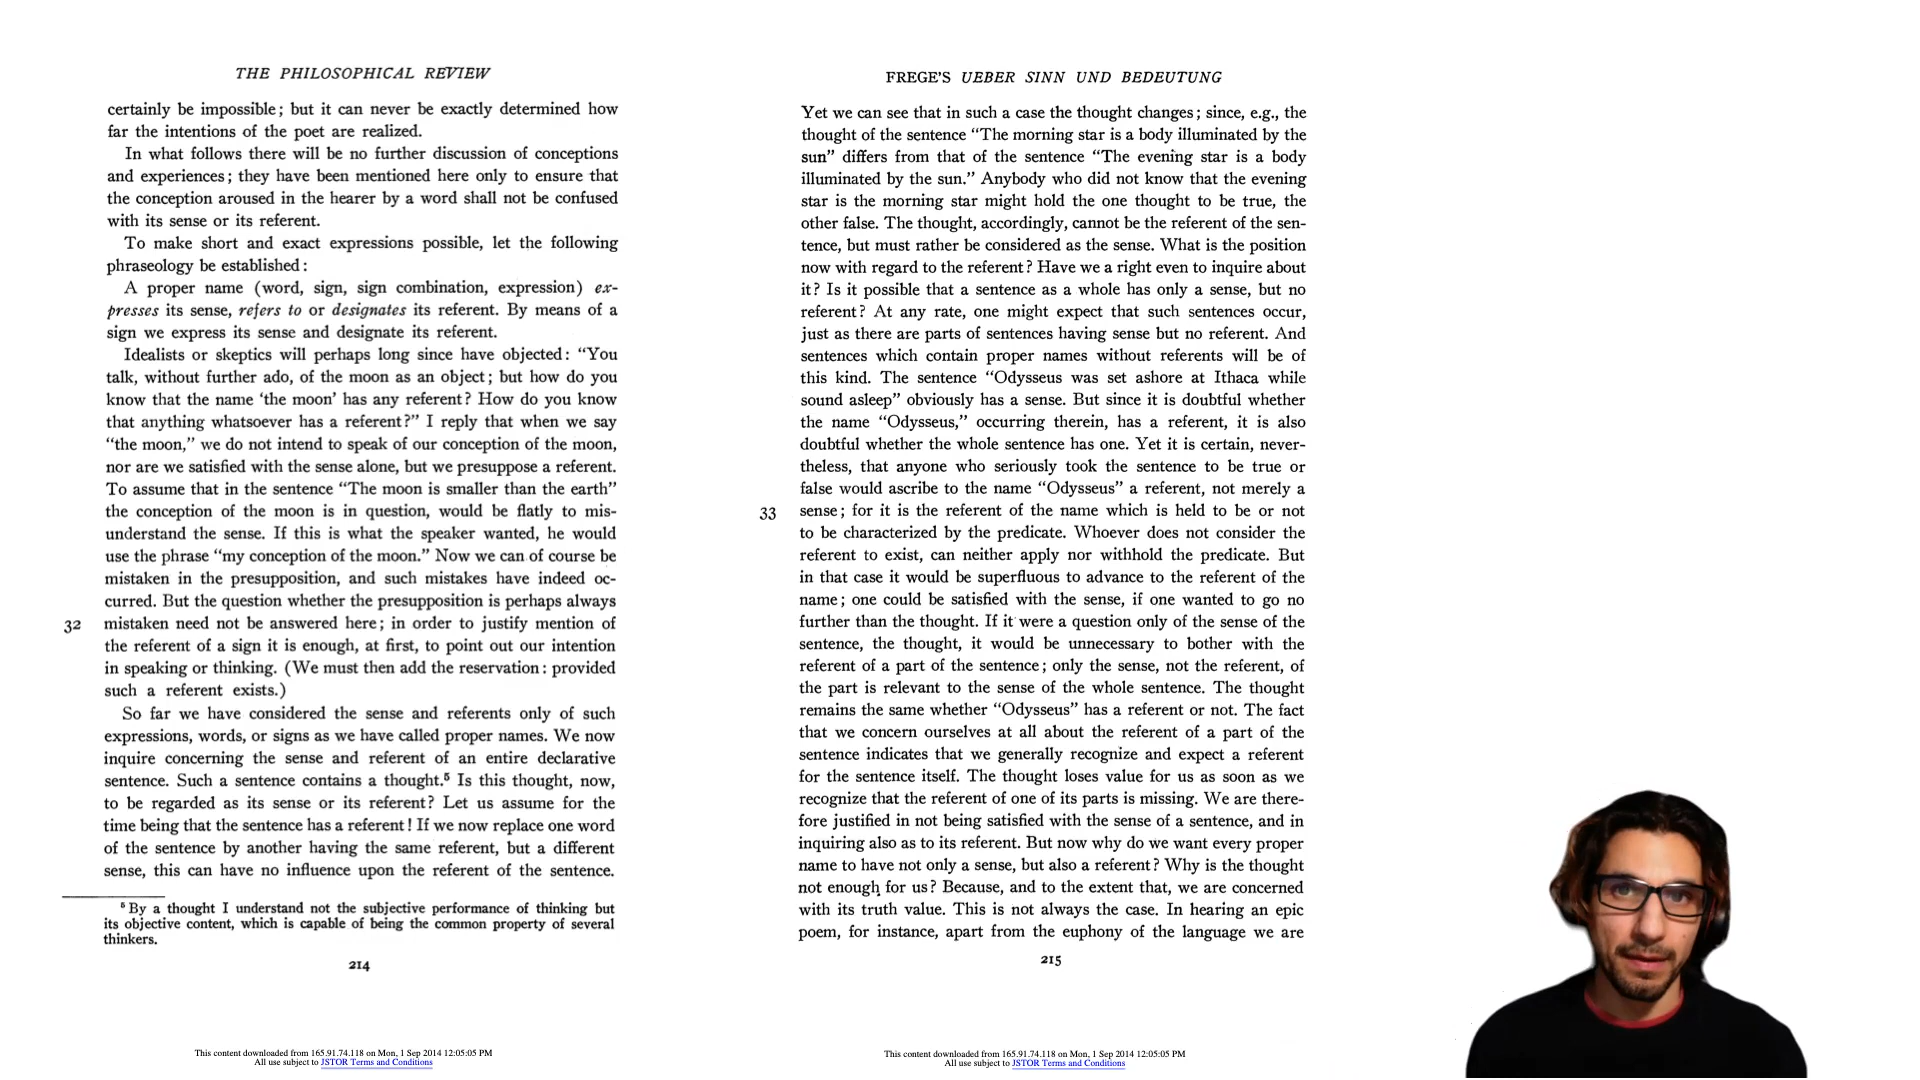 THE PHILOSOPHICAL REVIEW
certainly be impossible; but it can never be exactly determined how
far the intentions of the poet are realized.
In what follows there will be no further discussion of conceptions
and experiences; they have been mentioned here only to ensure that
the conception aroused in the hearer by a word shall not be confused
with its sense or its referent.
To make short and exact expressions possible, let the following
phraseology be established:
A proper name (word, sign, sign combination, expression) ex-
presses its sense, refers to or designates its referent. By means of a
sign we express its sense and designate its referent.
Idealists or skeptics will perhaps long since have objected: “You
talk, without further ado, of the moon as an object; but how do you
know that the name ‘the moon’ has any referent? How do you know
that anything whatsoever has a referent?” I reply that when we say
“the moon,” we do not intend to speak of our conception of the moon,
nor are we satisfied with the sense alone, but we presuppose a referent.
To assume that in the sentence “The moon is smaller than the earth”
the conception of the moon is in question, would be flatly to mis-
understand the sense. If this is what the speaker wanted, he would
use the phrase “my conception of the moon.” Now we can of course be
mistaken in the presupposition, and such mistakes have indeed oc-
curred. But the question whether the presupposition is perhaps always
32 mistaken need not be answered here; in order to justify mention of
the referent of a sign it is enough, at first, to point out our intention
in speaking or thinking. (We must then add the reservation: provided
such a referent exists.)
So far we have considered the sense and referents only of such
expressions, words, or signs as we have called proper names. We now
inquire concerning the sense and referent of an entire declarative
sentence. Such a sentence contains a thought.⁵ Is this thought, now,
to be regarded as its sense or its referent? Let us assume for the
time being that the sentence has a referent! If we now replace one word
of the sentence by another having the same referent, but a different
sense, this can have no influence upon the referent of the sentence.
⁵ By a thought I understand not the subjective performance of thinking but
its objective content, which is capable of being the common property of several
thinkers.
214
This content downloaded from 165.91.74.118 on Mon, 1 Sep 2014 12:05:05 PM
All use subject to JSTOR Terms and Conditions
FREGE'S UEBER SINN UND BEDEUTUNG
Yet we can see that in such a case the thought changes; since, e.g., the
thought of the sentence “The morning star is a body illuminated by the
sun” differs from that of the sentence “The evening star is a body
illuminated by the sun.” Anybody who did not know that the evening
star is the morning star might hold the one thought to be true, the
other false. The thought, accordingly, cannot be the referent of the sen-
tence, but must rather be considered as the sense. What is the position
now with regard to the referent? Have we a right even to inquire about
it? Is it possible that a sentence as a whole has only a sense, but no
referent? At any rate, one might expect that such sentences occur,
just as there are parts of sentences having sense but no referent. And
sentences which contain proper names without referents will be of
this kind. The sentence “Odysseus was set ashore at Ithaca while
sound asleep” obviously has a sense. But since it is doubtful whether
the name “Odysseus,” occurring therein, has a referent, it is also
doubtful whether the whole sentence has one. Yet it is certain, never-
theless, that anyone who seriously took the sentence to be true or
false would ascribe to the name “Odysseus” a referent, not merely a
33 sense; for it is the referent of the name which is held to be or not
to be characterized by the predicate. Whoever does not consider the
referent to exist, can neither apply nor withhold the predicate. But
in that case it would be superfluous to advance to the referent of the
name; one could be satisfied with the sense, if one wanted to go no
further than the thought. If it were a question only of the sense of the
sentence, the thought, it would be unnecessary to bother with the
referent of a part of the sentence; only the sense, not the referent, of
the part is relevant to the sense of the whole sentence. The thought
remains the same whether “Odysseus” has a referent or not. The fact
that we concern ourselves at all about the referent of a part of the
sentence indicates that we generally recognize and expect a referent
for the sentence itself. The thought loses value for us as soon as we
recognize that the referent of one of its parts is missing. We are there-
fore justified in not being satisfied with the sense of a sentence, and in
inquiring also as to its referent. But now why do we want every proper
name to have not only a sense, but also a referent? Why is the thought
not enough for us? Because, and to the extent that, we are concerned
with its truth value. This is not always the case. In hearing an epic
poem, for instance, apart from the euphony of the language we are
215
This content downloaded from 165.91.74.118 on Mon, 1 Sep 2014 12:05:05 PM
All use subject to JSTOR Terms and Conditions